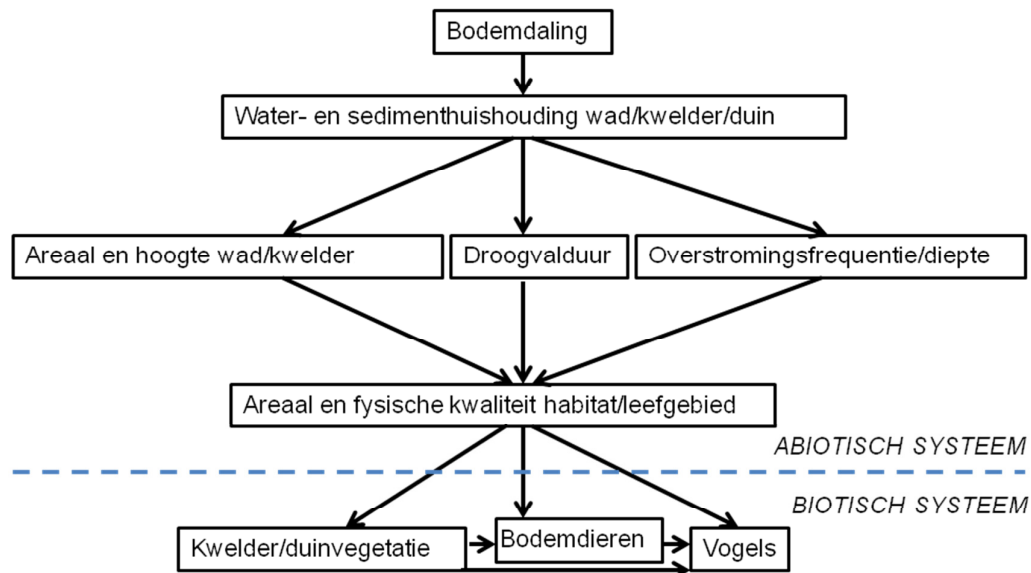 Bodemdaling
Water- en sedimenthuishouding wad/kwelder/duin
Areaal en hoogte wad/kwelder
Droogvalduur
Overstromingsfrequentie/diepte
Areaal en fysische kwaliteit habitat/leefgebied
ABIOTISCH SYSTEEM
BIOTISCH SYSTEEM
Kwelder/duinvegetatie
Bodemdieren
Vogels